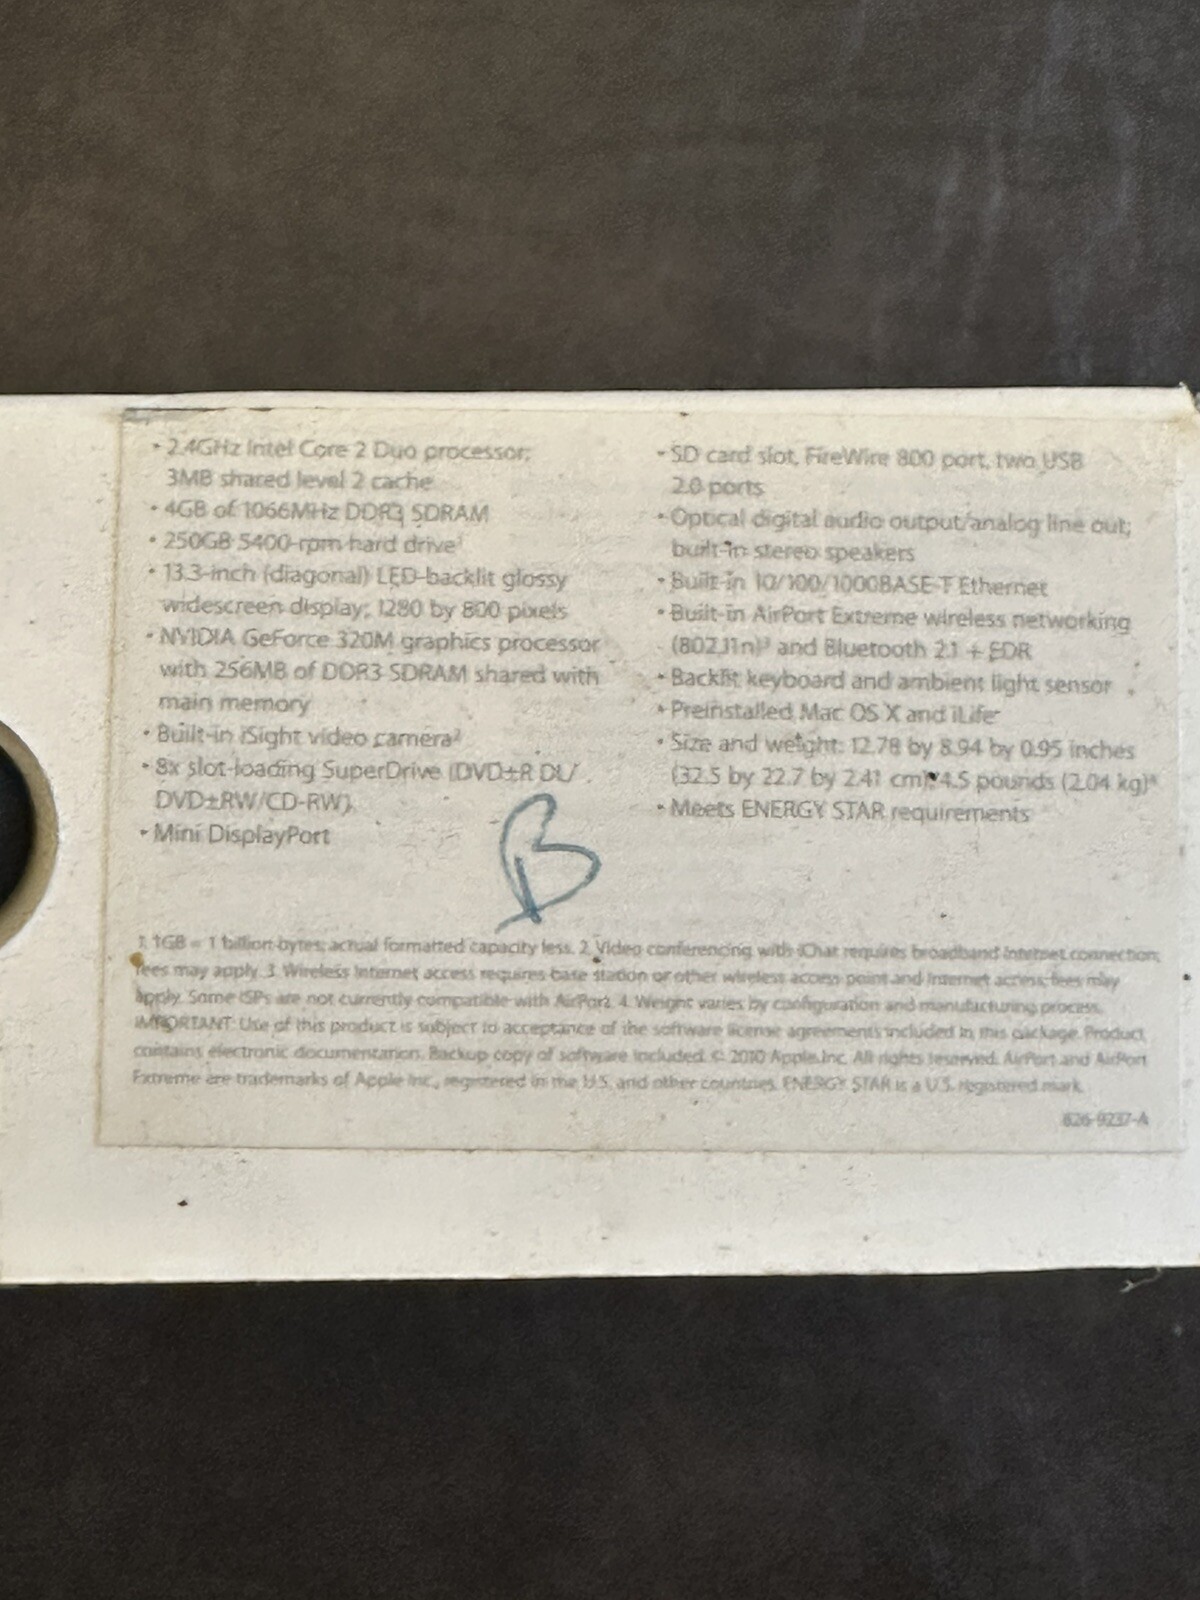 • 2.4GHz Intel Core 2 Duo processor;
3MB shared level 2 cache
• 4GB of 1066MHz DDR3 SDRAM
• 250GB 5400-rpm hard drive¹
• 13.3-inch (diagonal) LED-backlit glossy
widescreen display; 1280 by 800 pixels
• NVIDIA GeForce 320M graphics processor
with 256MB of DDR3 SDRAM shared with
main memory
• Built-in iSight video camera²
• 8x slot-loading SuperDrive (DVD±R DL/
DVD±RW/CD-RW)
• Mini DisplayPort
• SD card slot, FireWire 800 port, two USB
2.0 ports
• Optical digital audio output/analog line out;
built-in stereo speakers
• Built-in 10/100/1000BASE-T Ethernet
• Built-in AirPort Extreme wireless networking
(802.11n)³ and Bluetooth 2.1 + EDR
• Backlit keyboard and ambient light sensor
• Preinstalled Mac OS X and iLife
• Size and weight: 12.78 by 8.94 by 0.95 inches
(32.5 by 22.7 by 2.41 cm); 4.5 pounds (2.04 kg)⁴
• Meets ENERGY STAR requirements
B
1. 1GB = 1 billion bytes; actual formatted capacity less. 2. Video conferencing with iChat requires broadband Internet connection;
fees may apply. 3. Wireless Internet access requires base station or other wireless access point and Internet access; fees may
apply. Some ISPs are not currently compatible with AirPort. 4. Weight varies by configuration and manufacturing process.
IMPORTANT: Use of this product is subject to acceptance of the software license agreements included in this package. Product
contains electronic documentation. Backup copy of software included. © 2010 Apple Inc. All rights reserved. AirPort and AirPort
Extreme are trademarks of Apple Inc., registered in the U.S. and other countries. ENERGY STAR is a U.S. registered mark.
826-9237-A